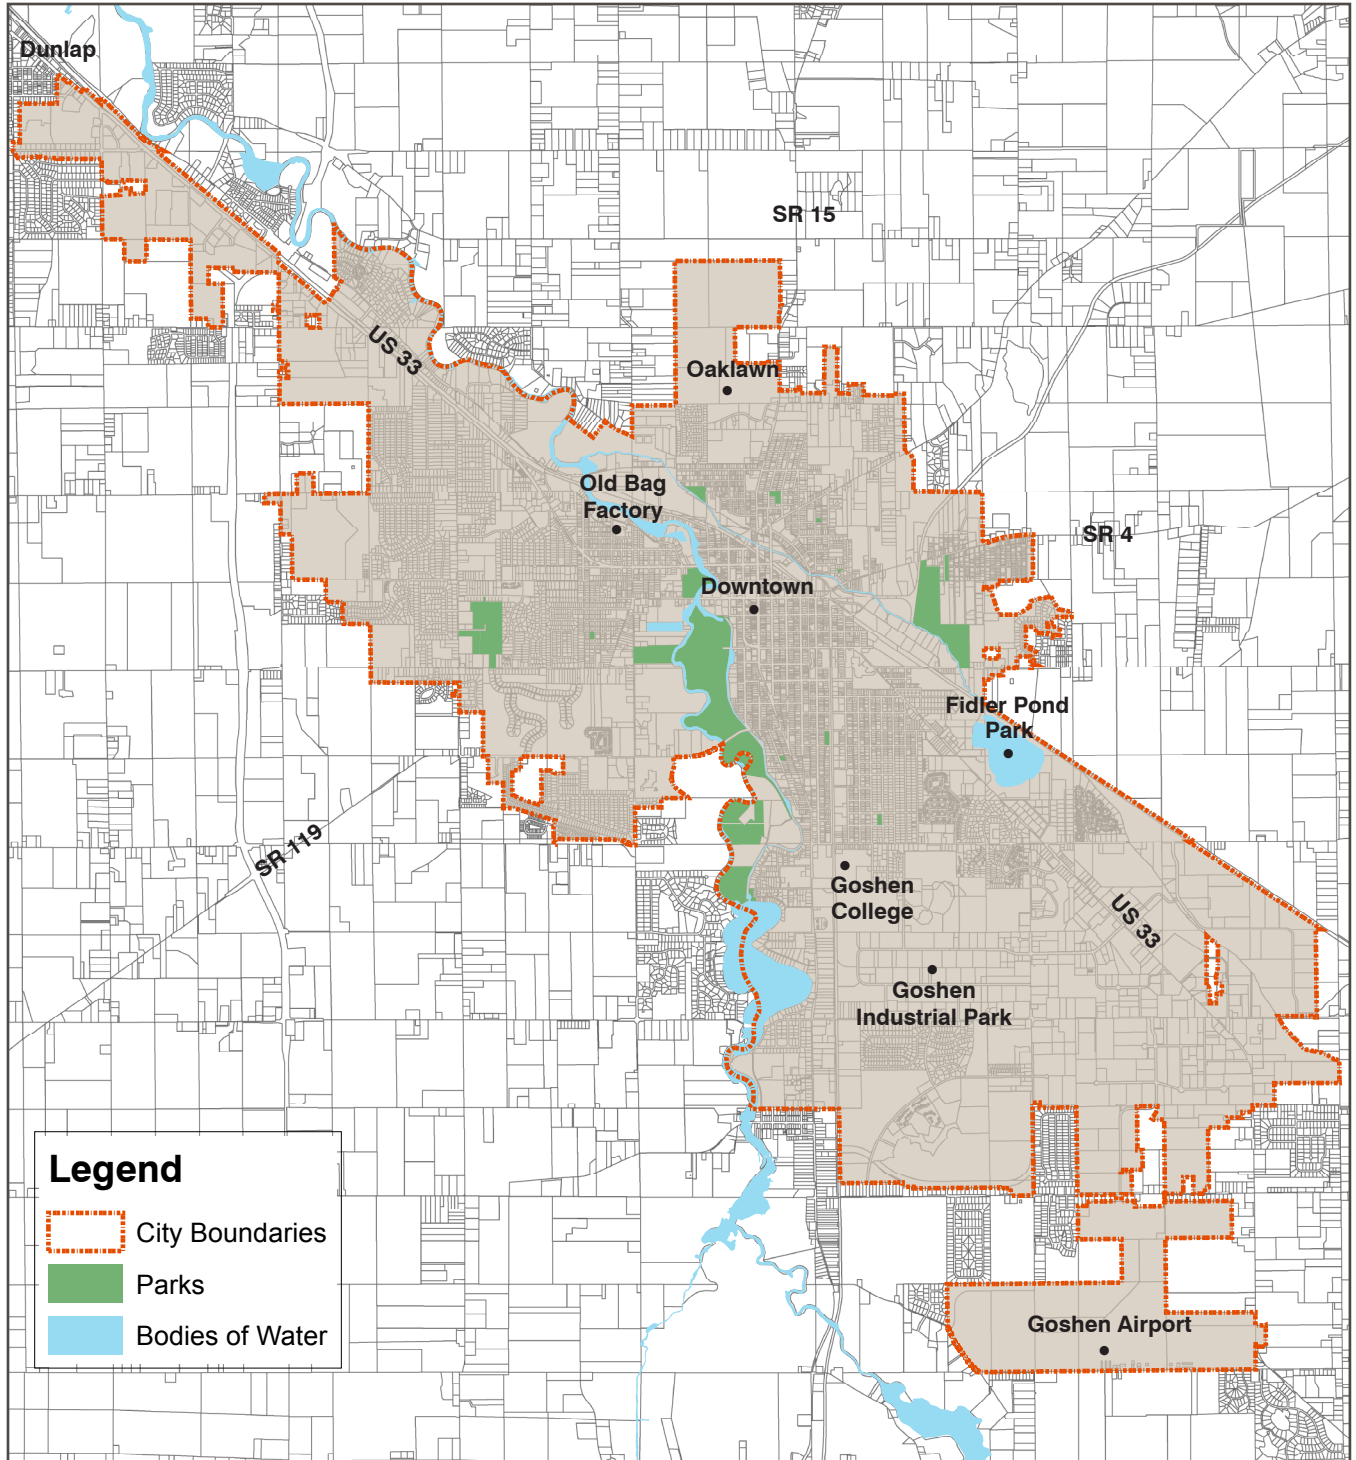 Dunlap
SR 15
US 33
Oaklawn
Old Bag
Factory
SR 4
Downtown
Fidler Pond
Park
SR 119
Goshen
College
US 33
Goshen
Industrial Park
Legend
City Boundaries
Parks
Bodies of Water
Goshen Airport